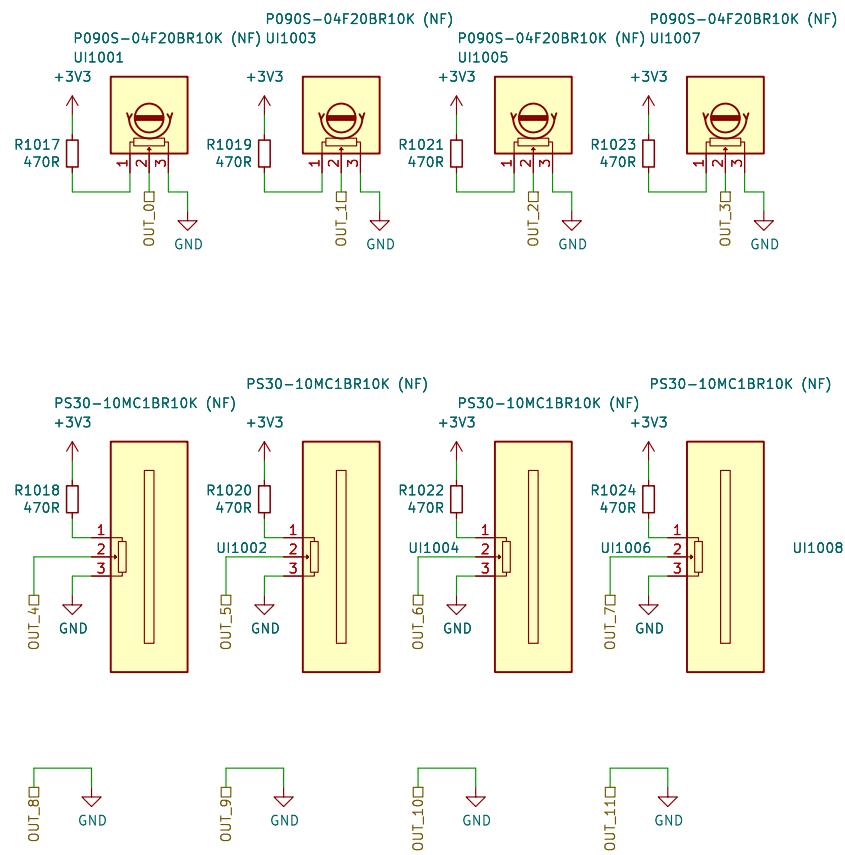 P090S-04F20BR10K (NF)
P090S-04F20BR10K (NF)
P090S-04F20BR10K (NF)
UI1003
P090S-04F20BR10K (NF)
UI1007
UI1001
UI1005
+3V3
+3V3
+3V3
+3V3
R1017
R1019
R1021
R1023
470R
470R
470R
470R
1
2
3
1
2
3
1
2
3
1
2
3
OUT_0
OUT_1
OUT_2
OUT_3
GND
GND
GND
GND
PS30-10MC1BR10K (NF)
PS30-10MC1BR10K (NF)
PS30-10MC1BR10K (NF)
PS30-10MC1BR10K (NF)
+3V3
+3V3
+3V3
+3V3
R1018
R1020
R1022
R1024
470R
470R
470R
470R
1
1
1
1
2
UI1002
2
UI1004
2
UI1006
2
UI1008
3
3
3
3
OUT_4
OUT_5
OUT_6
OUT_7
GND
GND
GND
GND
OUT_8
OUT_9
OUT_10
OUT_11
GND
GND
GND
GND